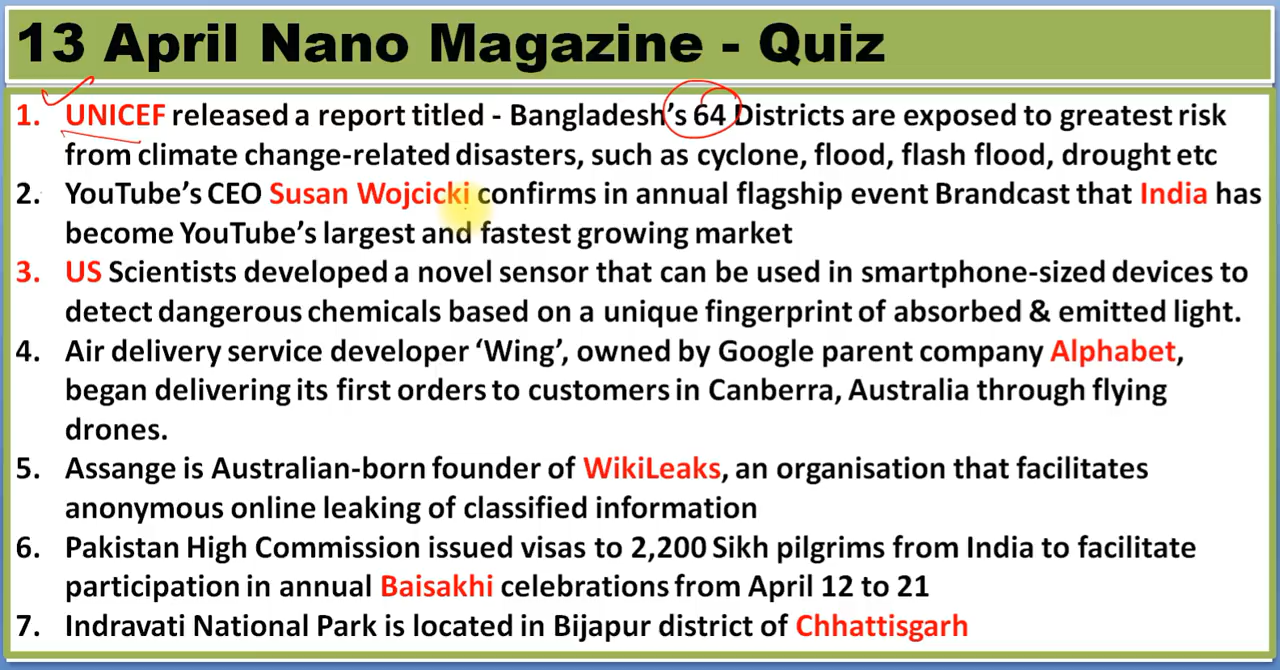 13 April Nano Magazine - Quiz
1. UNICEF released a report titled - Bangladesh's 64 Districts are exposed to greatest risk
from climate change-related disasters, such as cyclone, flood, flash flood, drought etc
2. YouTube's CEO Susan Wojcicki confirms in annual flagship event Brandcast that India has
become YouTube's largest and fastest growing market
3. US Scientists developed a novel sensor that can be used in smartphone-sized devices to
detect dangerous chemicals based on a unique fingerprint of absorbed & emitted light.
4. Air delivery service developer 'Wing', owned by Google parent company Alphabet,
began delivering its first orders to customers in Canberra, Australia through flying
drones.
5. Assange is Australian-born founder of WikiLeaks, an organisation that facilitates
anonymous online leaking of classified information
6. Pakistan High Commission issued visas to 2,200 Sikh pilgrims from India to facilitate
participation in annual Baisakhi celebrations from April 12 to 21
7. Indravati National Park is located in Bijapur district of Chhattisgarh